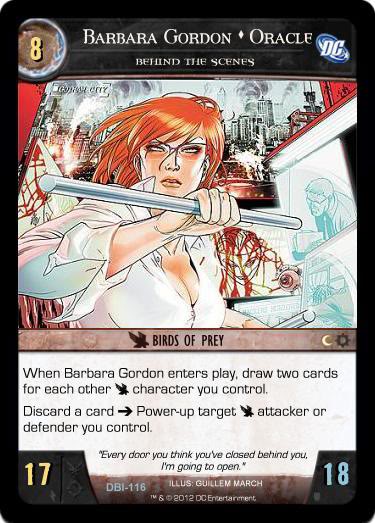 8
Barbara Gordon ♦ Oracle
DC
Behind the Scenes
GOTHAM CITY
BIRDS OF PREY
When Barbara Gordon enters play, draw two cards
for each other character you control.
Discard a card ➔ Power-up target attacker or
defender you control.
"Every door you think you've closed behind you,
I'm going to open."
17
18
DBI-116
ILLUS: GUILLEM MARCH
™ & © 2012 DC Entertainment